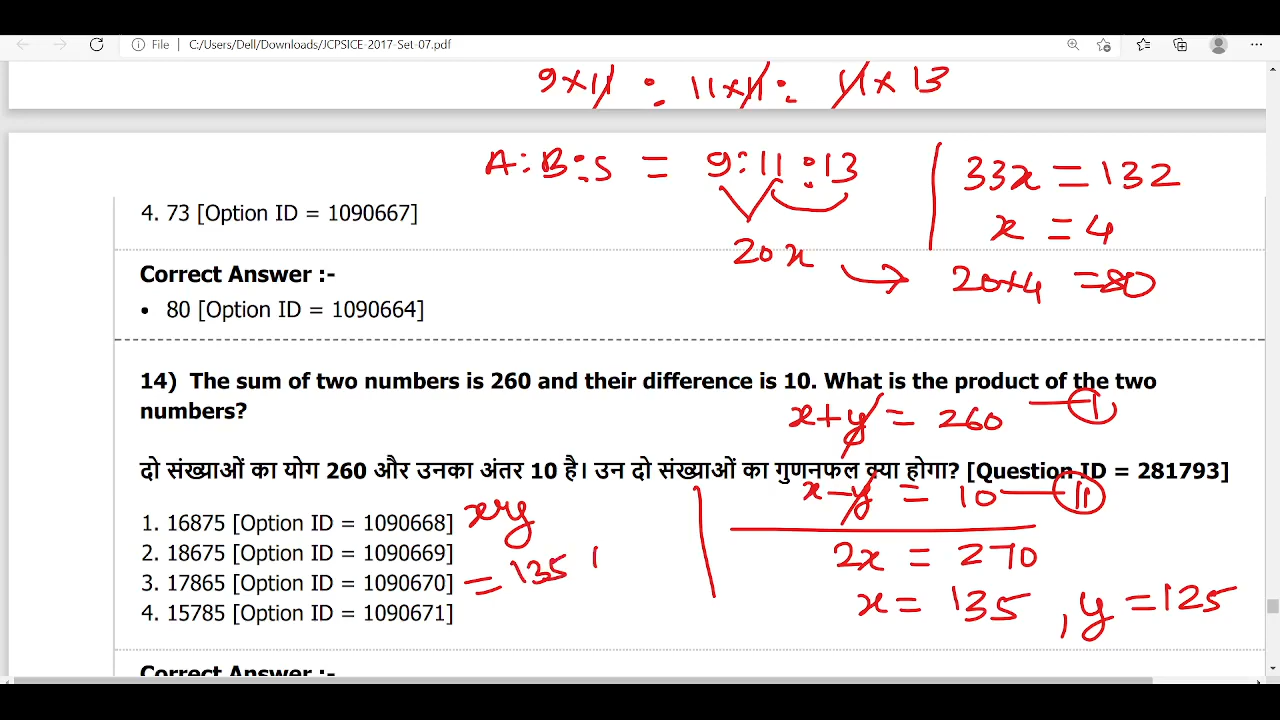 File C:/Users/Dell/Downloads/JCPSICE-2017-Set-07.pdf
9×11 : 11×11 : 11×13
A:B:S = 9:11:13
33x = 132
x = 4
4. 73 [Option ID = 1090667]
20x
20×4 =80
Correct Answer :-
• 80 [Option ID = 1090664]
14) The sum of two numbers is 260 and their difference is 10. What is the product of the two
numbers?
x+y = 260 — I
दो संख्याओं का योग 260 और उनका अंतर 10 है। उन दो संख्याओं का गुणनफल क्या होगा? [Question ID = 281793]
x-y = 10 — II
1. 16875 [Option ID = 1090668]
x×y
2. 18675 [Option ID = 1090669]
2x = 270
3. 17865 [Option ID = 1090670]
= 135
x = 135 , y = 125
4. 15785 [Option ID = 1090671]
Correct Answer :-